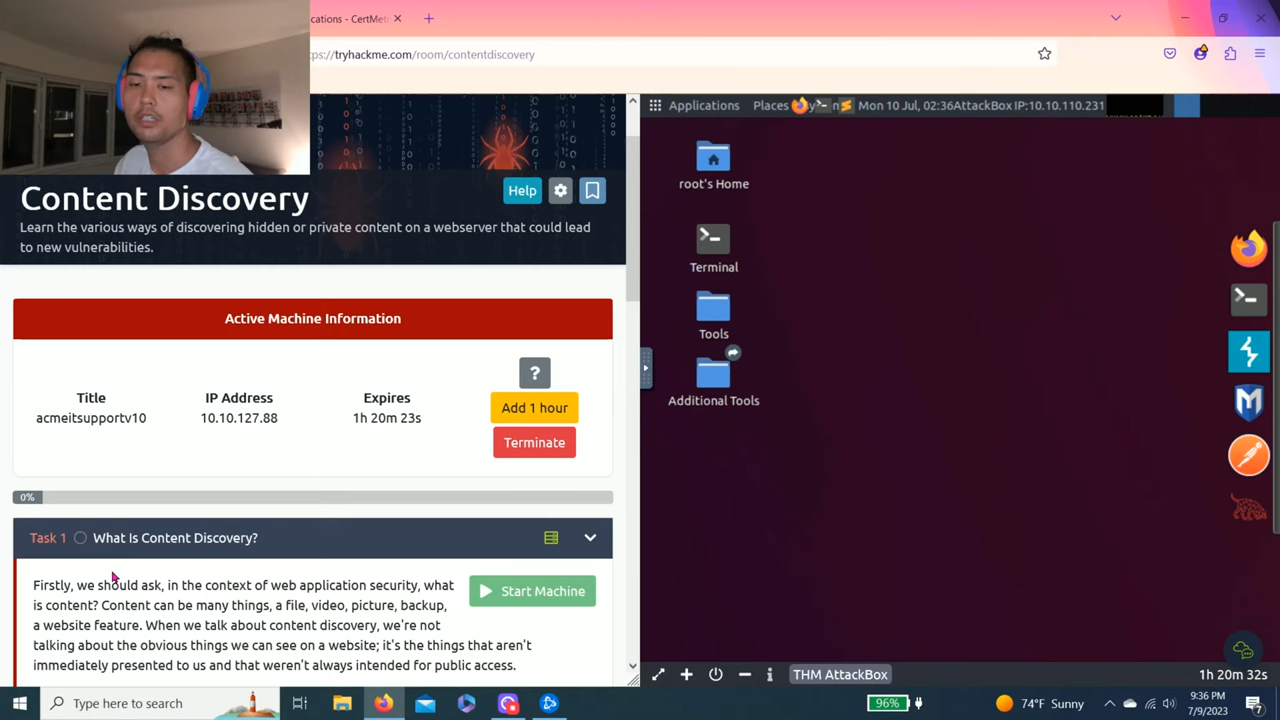 cations - CertMet
ps://tryhackme.com/room/contentdiscovery
Applications Places Mon 10 Jul, 02:36 AttackBox IP:10.10.110.231
Content Discovery
Help
Learn the various ways of discovering hidden or private content on a webserver that could lead
to new vulnerabilities.
Active Machine Information
Title IP Address Expires
acmeitsupportv10 10.10.127.88 1h 20m 23s
?
Add 1 hour
Terminate
0%
Task 1 What Is Content Discovery?
Firstly, we should ask, in the context of web application security, what
is content? Content can be many things, a file, video, picture, backup,
a website feature. When we talk about content discovery, we're not
talking about the obvious things we can see on a website; it's the things that aren't
immediately presented to us and that weren't always intended for public access.
Start Machine
root's Home
Terminal
Tools
Additional Tools
THM AttackBox
1h 20m 32s
Type here to search
96%
74°F Sunny
9:36 PM
7/9/2023
7